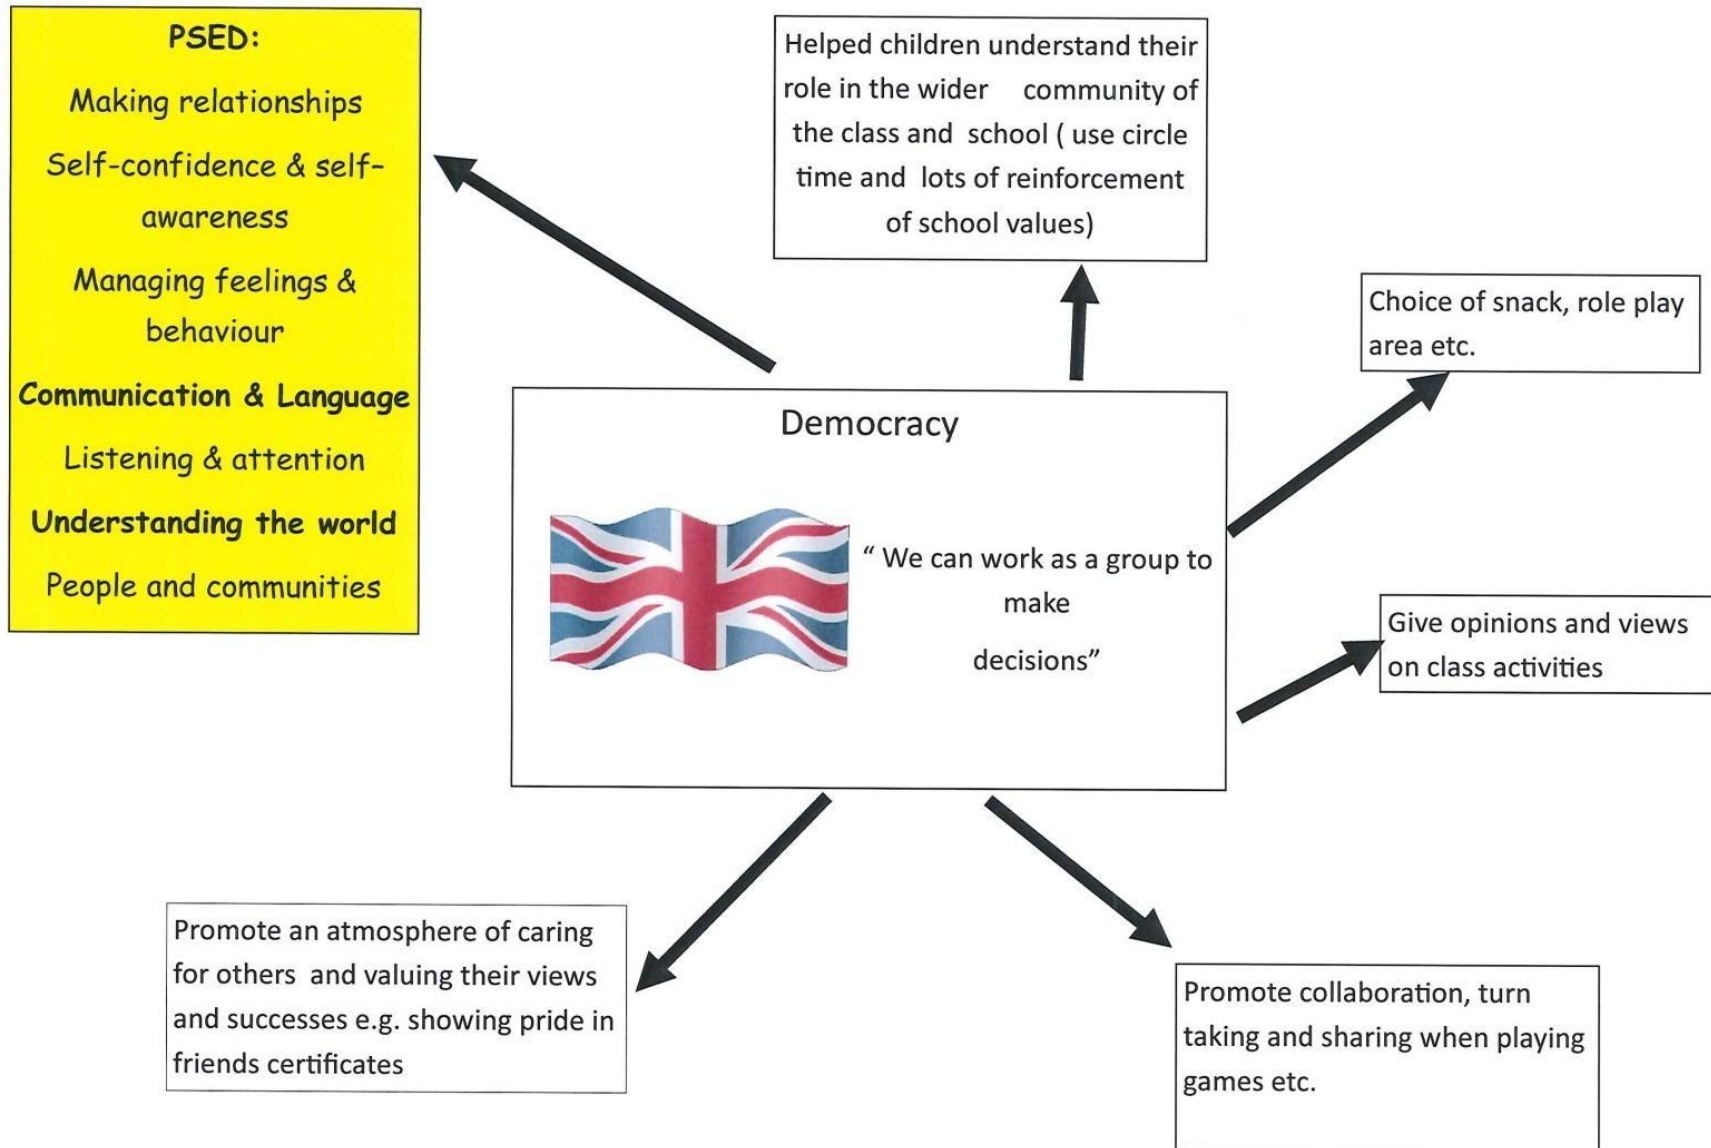 PSED:
Making relationships
Self-confidence & self-
awareness
Managing feelings &
behaviour
Communication & Language
Listening & attention
Understanding the world
People and communities
Helped children understand their
role in the wider community of
the class and school ( use circle
time and lots of reinforcement
of school values)
Choice of snack, role play
area etc.
Democracy
“ We can work as a group to
make
decisions”
Give opinions and views
on class activities
Promote an atmosphere of caring
for others and valuing their views
and successes e.g. showing pride in
friends certificates
Promote collaboration, turn
taking and sharing when playing
games etc.